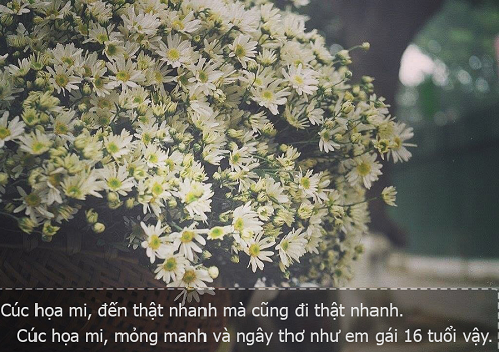 Cúc họa mi, đến thật nhanh mà cũng đi thật nhanh.
Cúc họa mi, mỏng manh và ngây thơ như em gái 16 tuổi vậy.